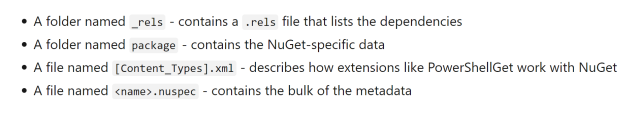 • A folder named _rels - contains a .rels file that lists the dependencies
• A folder named package - contains the NuGet-specific data
• A file named [Content_Types].xml - describes how extensions like PowerShellGet work with NuGet
• A file named <name>.nuspec - contains the bulk of the metadata